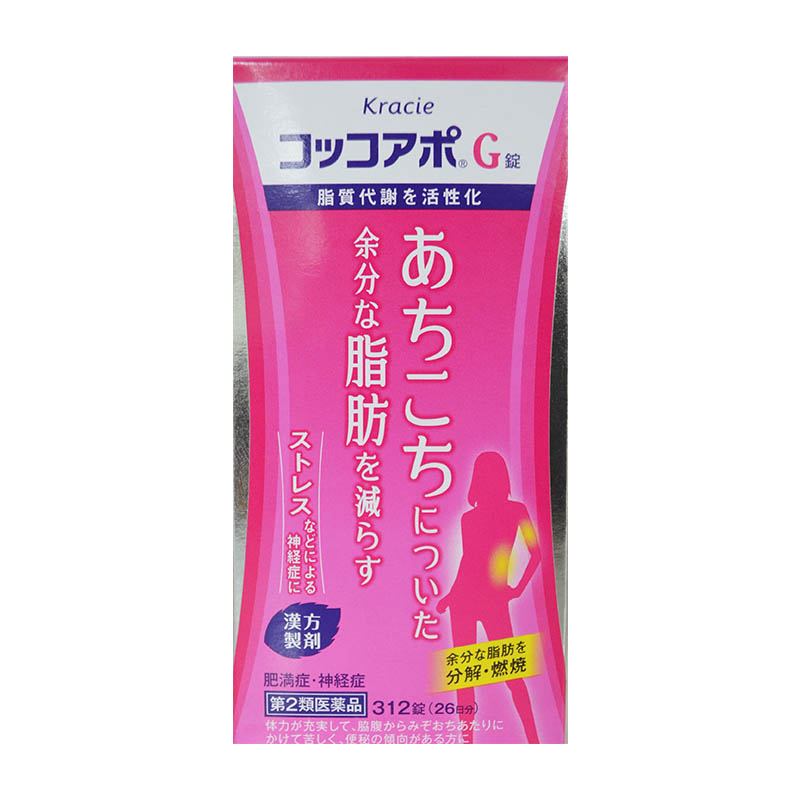 Kracie
コッコアポ® G錠
脂質代謝を活性化
あちこちについた
余分な脂肪を減らす
ストレスなどによる
神経症に
漢方
製剤
余分な脂肪を
分解・燃焼
肥満症・神経症
第2類医薬品 312錠(26日分)
体力が充実して、脇腹からみぞおちあたりに
かけて苦しく、便秘の傾向がある方に